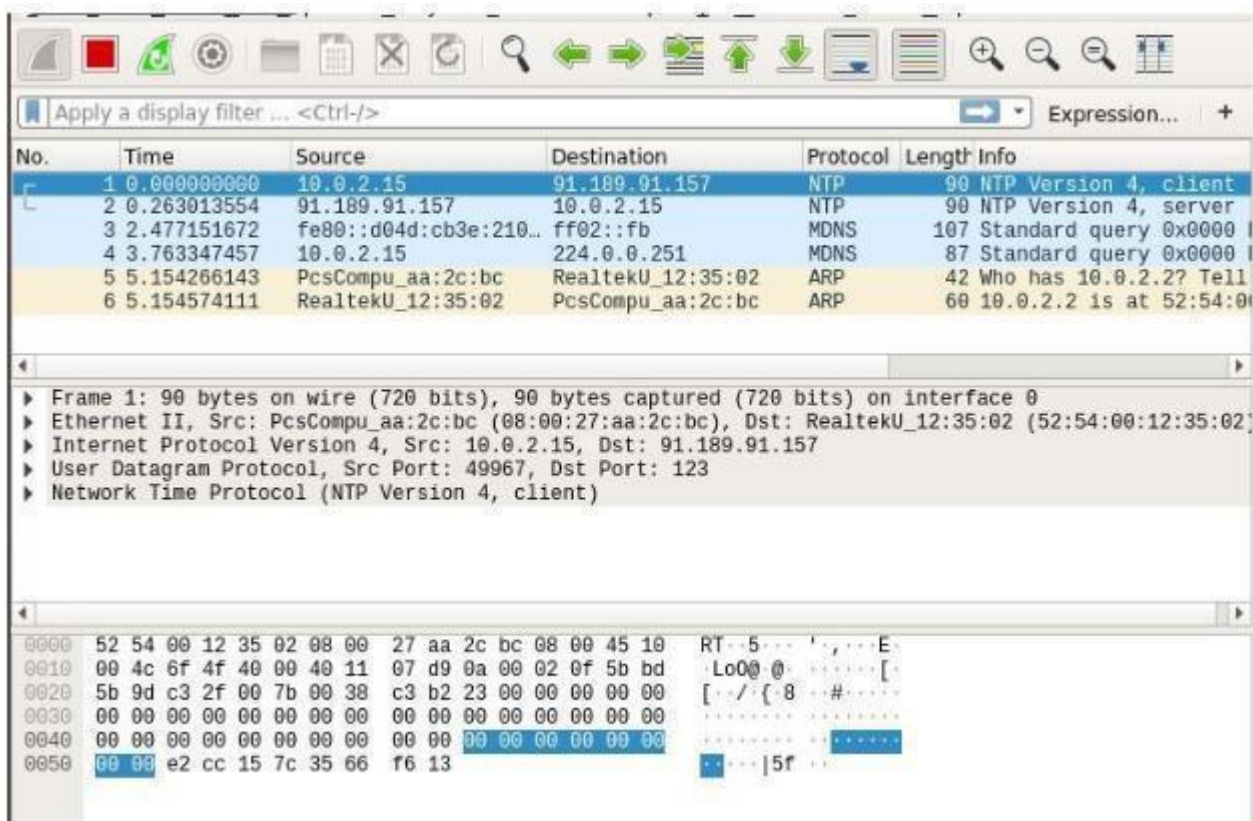 Apply a display filter ... <Ctrl-/> Expression... +
No. Time Source Destination Protocol Length Info
1 0.000000000 10.0.2.15 91.189.91.157 NTP 90 NTP Version 4, client
2 0.263013554 91.189.91.157 10.0.2.15 NTP 90 NTP Version 4, server
3 2.477151672 fe80::d04d:cb3e:210… ff02::fb MDNS 107 Standard query 0x0000
4 3.763347457 10.0.2.15 224.0.0.251 MDNS 87 Standard query 0x0000
5 5.154266143 PcsCompu_aa:2c:bc RealtekU_12:35:02 ARP 42 Who has 10.0.2.2? Tell
6 5.154574111 RealtekU_12:35:02 PcsCompu_aa:2c:bc ARP 60 10.0.2.2 is at 52:54:00
Frame 1: 90 bytes on wire (720 bits), 90 bytes captured (720 bits) on interface 0
Ethernet II, Src: PcsCompu_aa:2c:bc (08:00:27:aa:2c:bc), Dst: RealtekU_12:35:02 (52:54:00:12:35:02)
Internet Protocol Version 4, Src: 10.0.2.15, Dst: 91.189.91.157
User Datagram Protocol, Src Port: 49967, Dst Port: 123
Network Time Protocol (NTP Version 4, client)
0000 52 54 00 12 35 02 08 00 27 aa 2c bc 08 00 45 10 RT··5··· '·,···E·
0010 00 4c 6f 4f 40 00 40 11 07 d9 0a 00 02 0f 5b bd ·LoO@·@· ······[·
0020 5b 9d c3 2f 00 7b 00 38 c3 b2 23 00 00 00 00 00 [··/·{·8 ··#·····
0030 00 00 00 00 00 00 00 00 00 00 00 00 00 00 00 00 ········ ········
0040 00 00 00 00 00 00 00 00 00 00 00 00 00 00 00 00 ········ ········
0050 00 00 e2 cc 15 7c 35 66 f6 13 ·····|5f ··